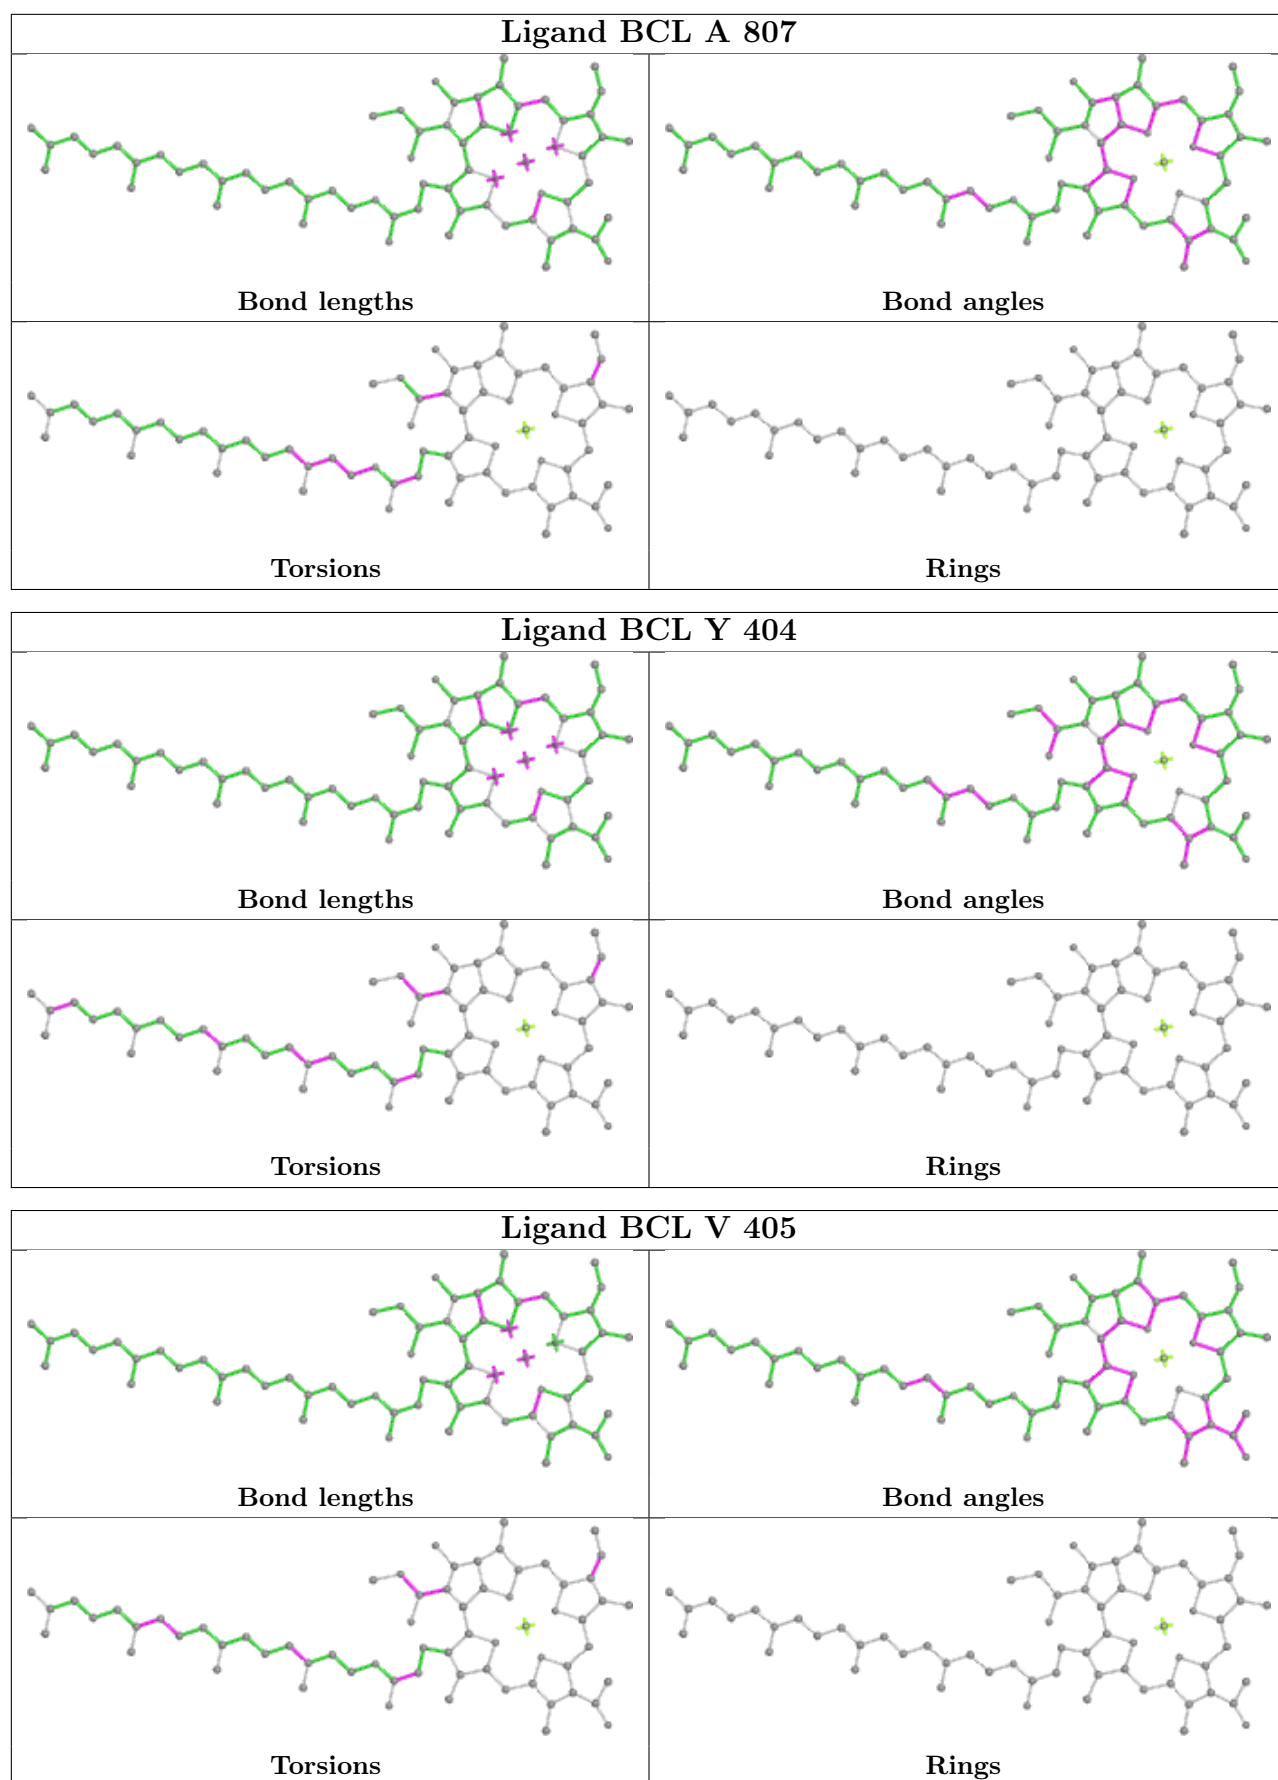 Ligand BCL A 807
Bond lengths
Bond angles
Torsions
Rings
Ligand BCL Y 404
Bond lengths
Bond angles
Torsions
Rings
Ligand BCL V 405
Bond lengths
Bond angles
Torsions
Rings